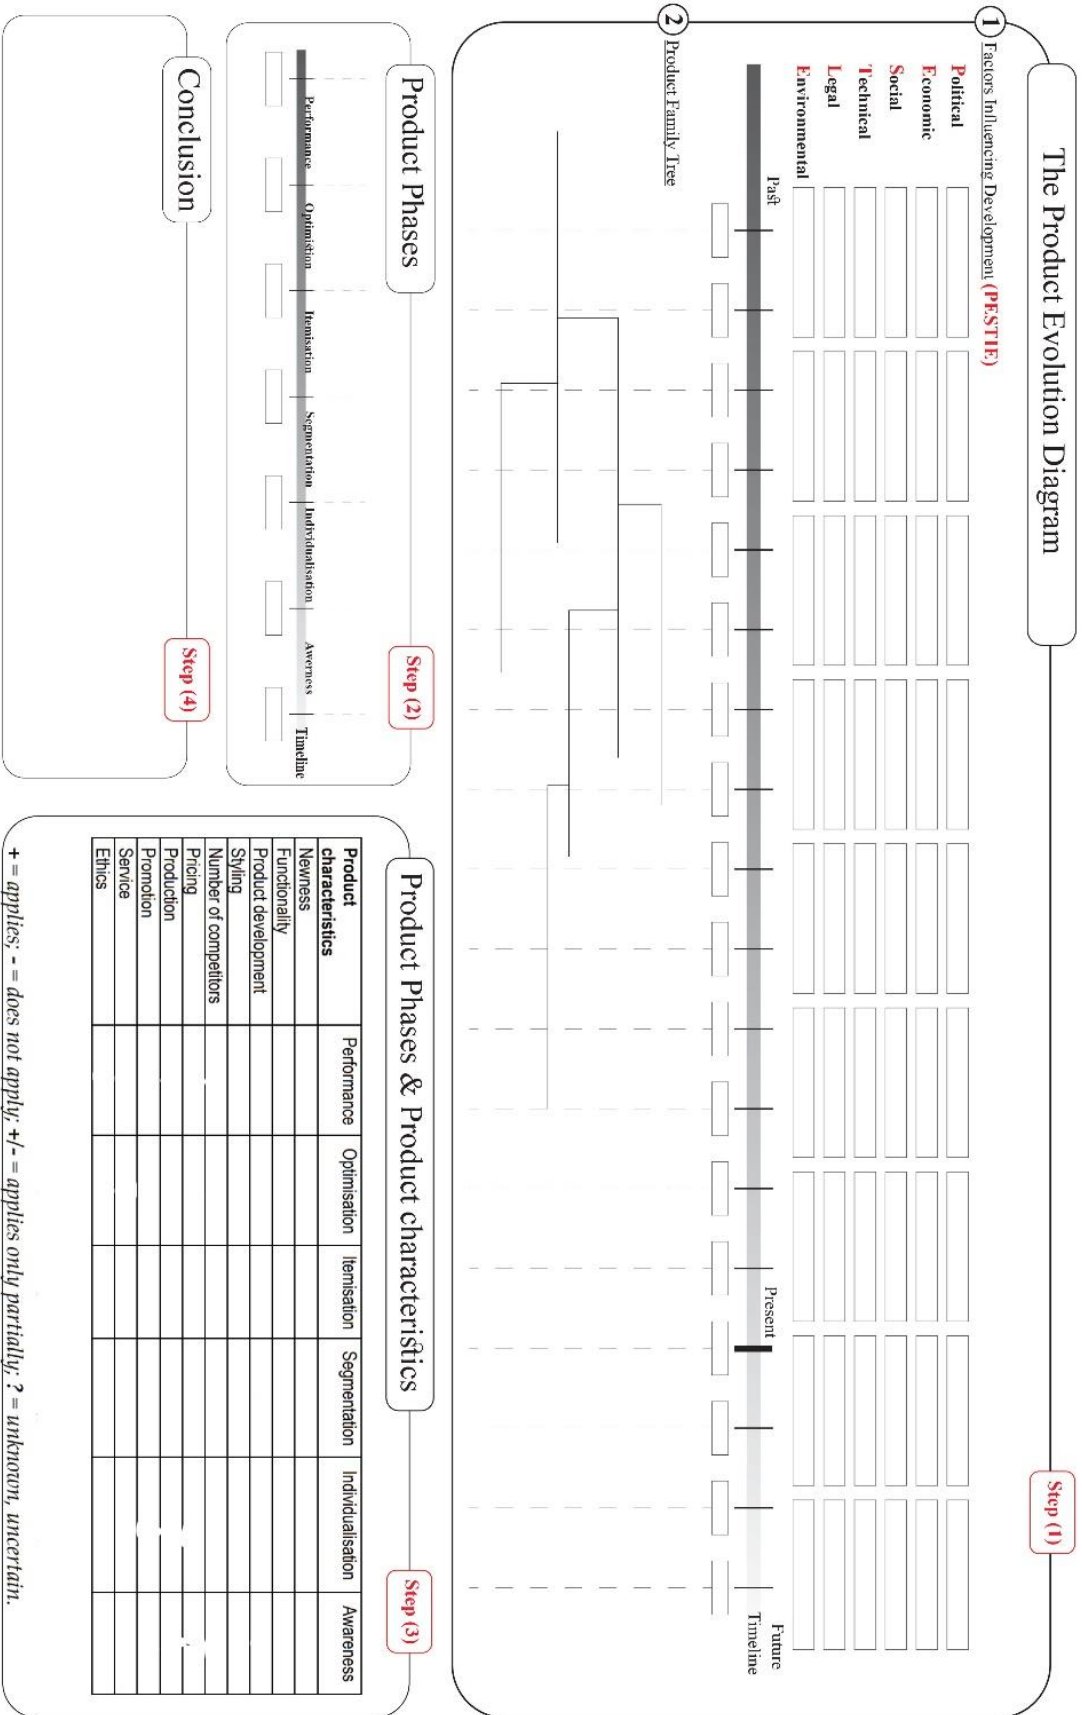 The Product Evolution Diagram
Step (1)
1 Factors Influencing Development (PESTIE)
Political
Economic
Social
Technical
Legal
Environmental
Past
Present
Future
Timeline
2 Product Family Tree
Product Phases
Step (2)
Performance
Optimistion
Itemisation
Segmentation
Individualisation
Awerness
Timeline
Conclusion
Step (4)
Product Phases & Product characteristics
Step (3)
Product characteristics Performance Optimisation Itemisation Segmentation Individualisation Awareness
Newness
Functionality
Product development
Styling
Number of competitors
Pricing
Production
Promotion
Service
Ethics
+ = applies; - = does not apply; +/- = applies only partially; ? = unknown, uncertain.